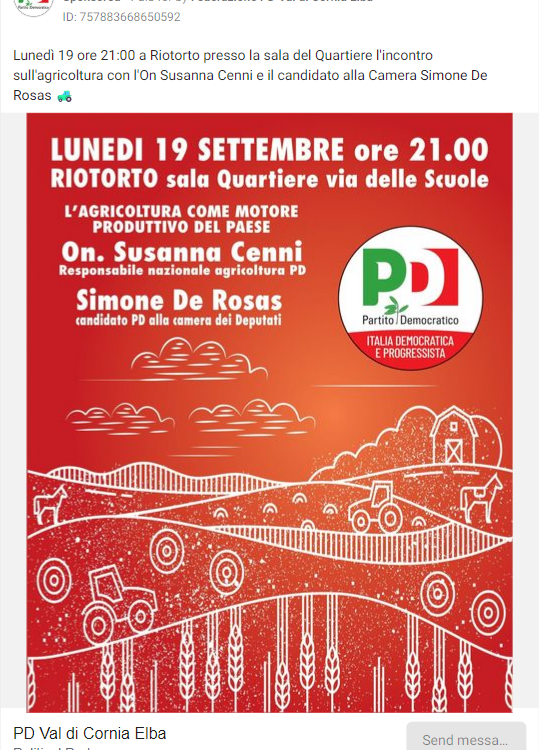 ID: 757883668650592
Lunedì 19 ore 21:00 a Riotorto presso la sala del Quartiere l'incontro
sull'agricoltura con l'On Susanna Cenni e il candidato alla Camera Simone De
Rosas
LUNEDI 19 SETTEMBRE ore 21.00
RIOTORTO sala Quartiere via delle Scuole
L'AGRICOLTURA COME MOTORE
PRODUTTIVO DEL PAESE
On. Susanna Cenni
Responsabile nazionale agricoltura PD
Simone De Rosas
candidato PD alla camera dei Deputati
PD
Partito Democratico
ITALIA DEMOCRATICA
E PROGRESSISTA
PD Val di Cornia Elba
Send messa...